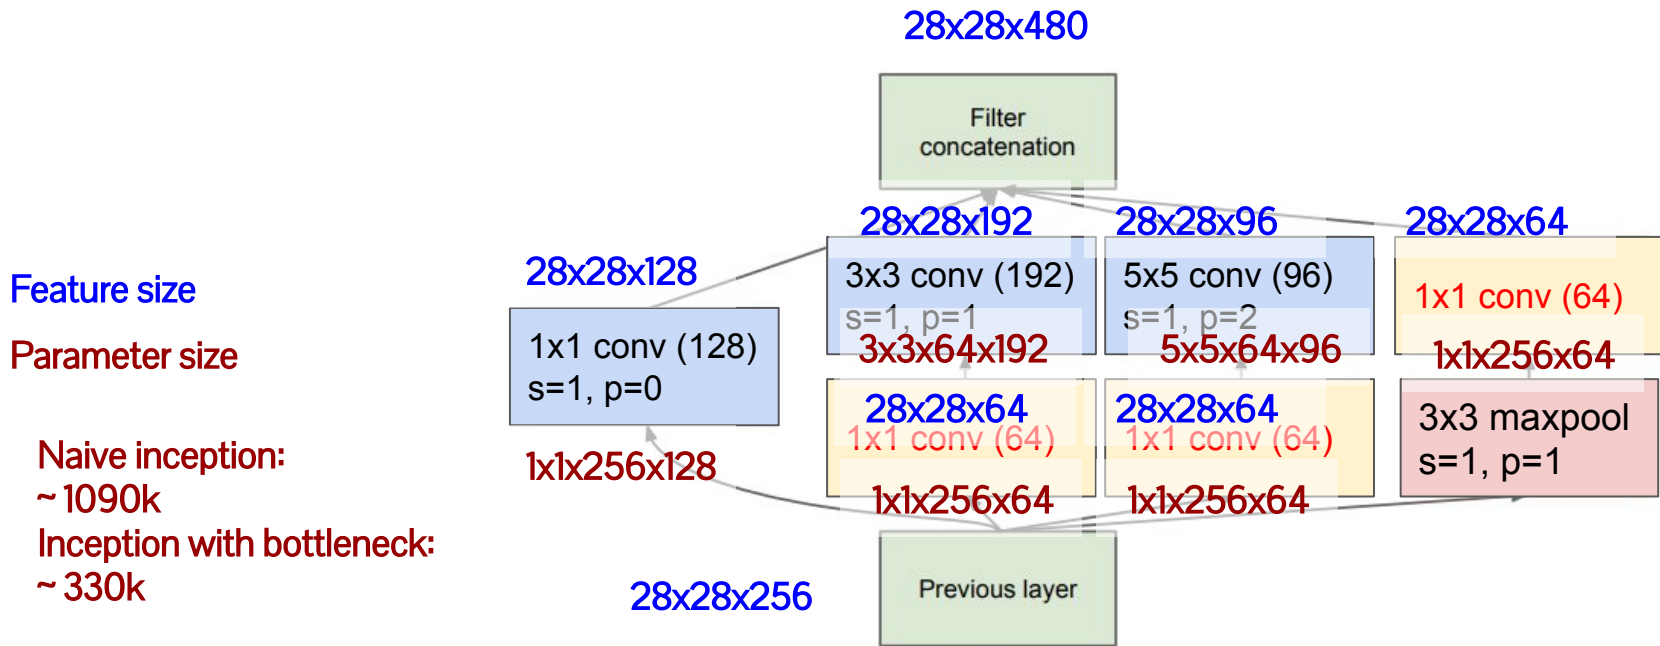 28x28x480
Filter
concatenation
28x28x192
28x28x96
28x28x64
28x28x128
3x3 conv (192)
s=1, p=1
3x3x64x192
5x5 conv (96)
s=1, p=2
5x5x64x96
1x1 conv (64)
1x1x256x64
Feature size
Parameter size
1x1 conv (128)
s=1, p=0
28x28x64
1x1 conv (64)
1x1x256x64
28x28x64
1x1 conv (64)
1x1x256x64
3x3 maxpool
s=1, p=1
1x1x256x128
Naive inception:
~ 1090k
Inception with bottleneck:
~ 330k
28x28x256
Previous layer